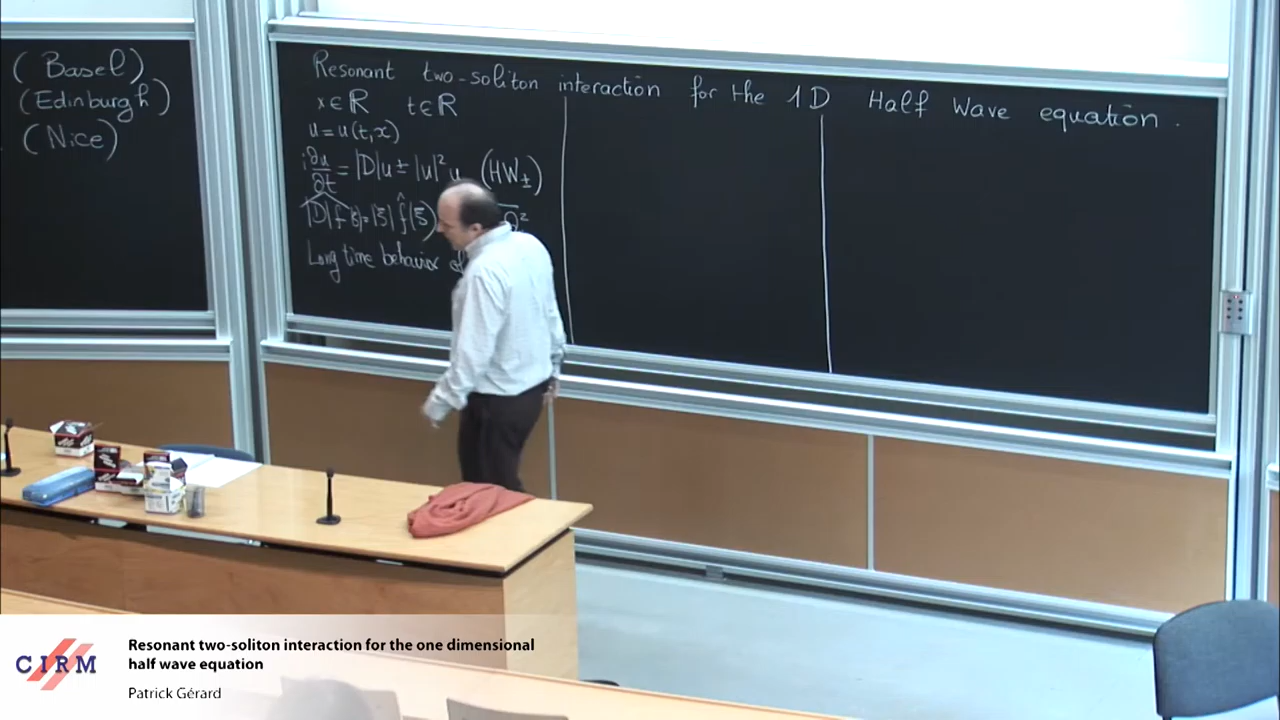 (Basel)
(Edinburgh)
(Nice)
Resonant two-soliton interaction for the 1D Half Wave equation.
x∈ℝ t∈ℝ
u=u(t,x)
i∂u/∂t = |D|u ± |u|²u (HW±)
|D|f(ξ)=|ξ| f̂(ξ)
Long time behavior
CIRM
Resonant two-soliton interaction for the one dimensional
half wave equation
Patrick Gérard